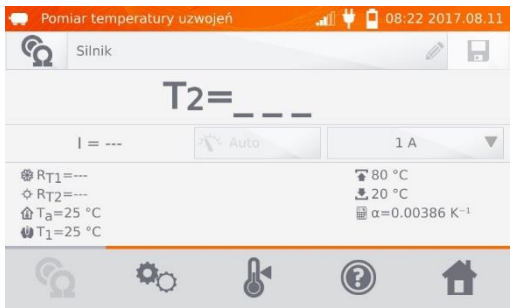 Pomiar temperatury uzwojeń 08:22 2017.08.11
Silnik
T2=_ _ _
I = --- Auto 1 A
RT1=--- 80 °C
RT2=--- 20 °C
Ta=25 °C α=0.00386 K⁻¹
T1=25 °C